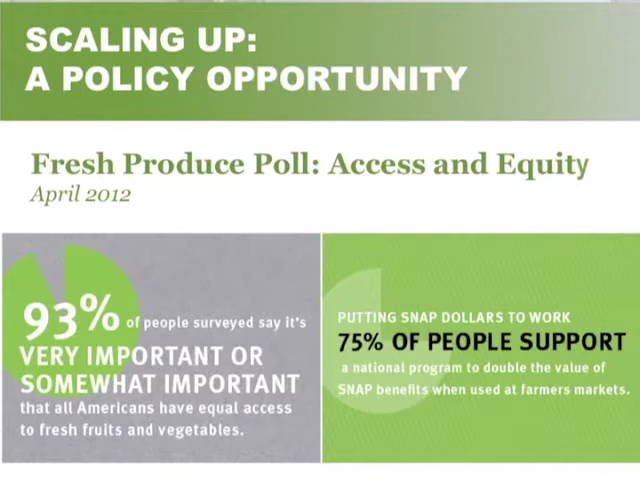 SCALING UP:
A POLICY OPPORTUNITY
Fresh Produce Poll: Access and Equity
April 2012
93% of people surveyed say it's
VERY IMPORTANT OR
SOMEWHAT IMPORTANT
that all Americans have equal access
to fresh fruits and vegetables.
PUTTING SNAP DOLLARS TO WORK
75% OF PEOPLE SUPPORT
a national program to double the value of
SNAP benefits when used at farmers markets.